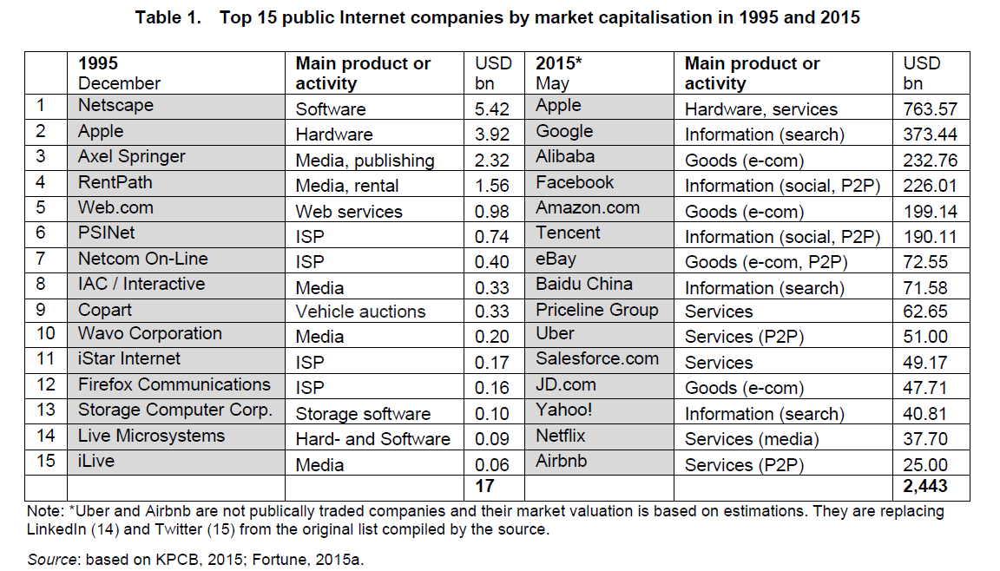 Table 1. Top 15 public Internet companies by market capitalisation in 1995 and 2015
1995 December Main product or activity USD bn 2015* May Main product or activity USD bn
1 Netscape Software 5.42 Apple Hardware, services 763.57
2 Apple Hardware 3.92 Google Information (search) 373.44
3 Axel Springer Media, publishing 2.32 Alibaba Goods (e-com) 232.76
4 RentPath Media, rental 1.56 Facebook Information (social, P2P) 226.01
5 Web.com Web services 0.98 Amazon.com Goods (e-com) 199.14
6 PSINet ISP 0.74 Tencent Information (social, P2P) 190.11
7 Netcom On-Line ISP 0.40 eBay Goods (e-com, P2P) 72.55
8 IAC / Interactive Media 0.33 Baidu China Information (search) 71.58
9 Copart Vehicle auctions 0.33 Priceline Group Services 62.65
10 Wavo Corporation Media 0.20 Uber Services (P2P) 51.00
11 iStar Internet ISP 0.17 Salesforce.com Services 49.17
12 Firefox Communications ISP 0.16 JD.com Goods (e-com) 47.71
13 Storage Computer Corp. Storage software 0.10 Yahoo! Information (search) 40.81
14 Live Microsystems Hard- and Software 0.09 Netflix Services (media) 37.70
15 iLive Media 0.06 Airbnb Services (P2P) 25.00
17 2,443
Note: *Uber and Airbnb are not publically traded companies and their market valuation is based on estimations. They are replacing
LinkedIn (14) and Twitter (15) from the original list compiled by the source.
Source: based on KPCB, 2015; Fortune, 2015a.